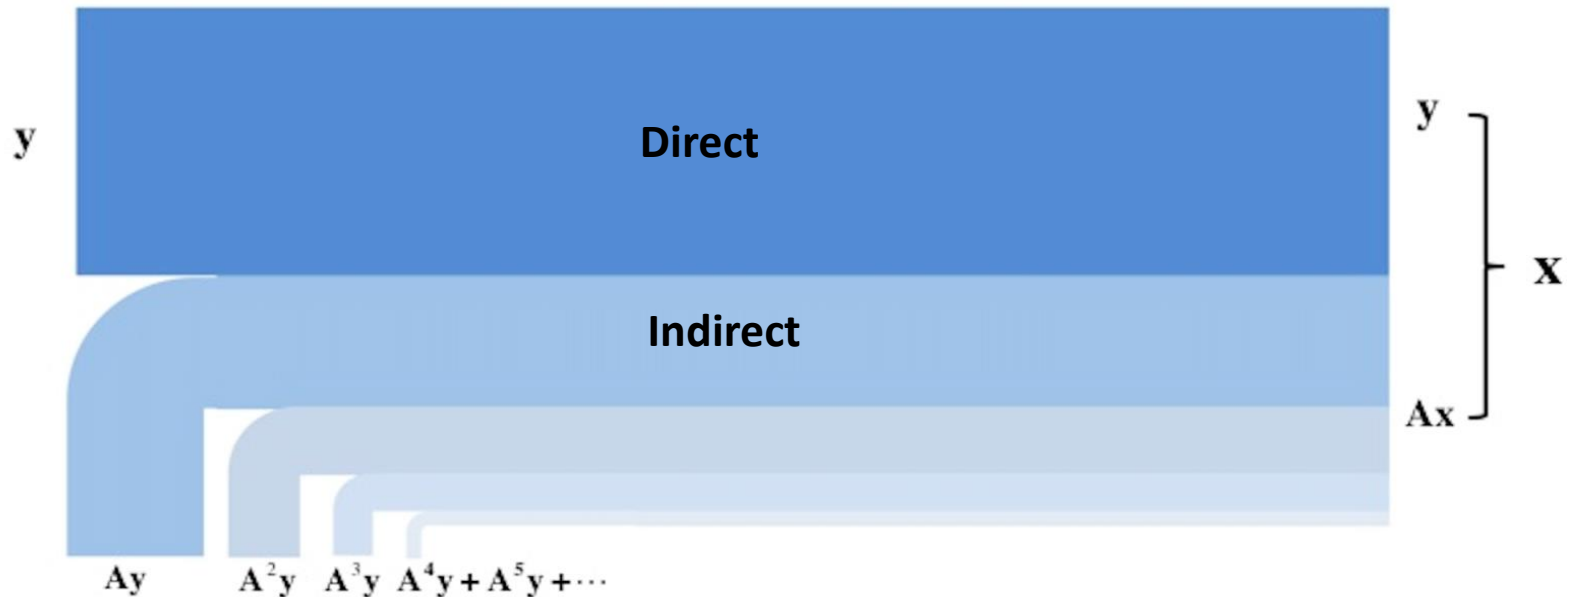 y
Direct
y
x
Indirect
Ax
Ay A²y A³y A⁴y + A⁵y + ⋯